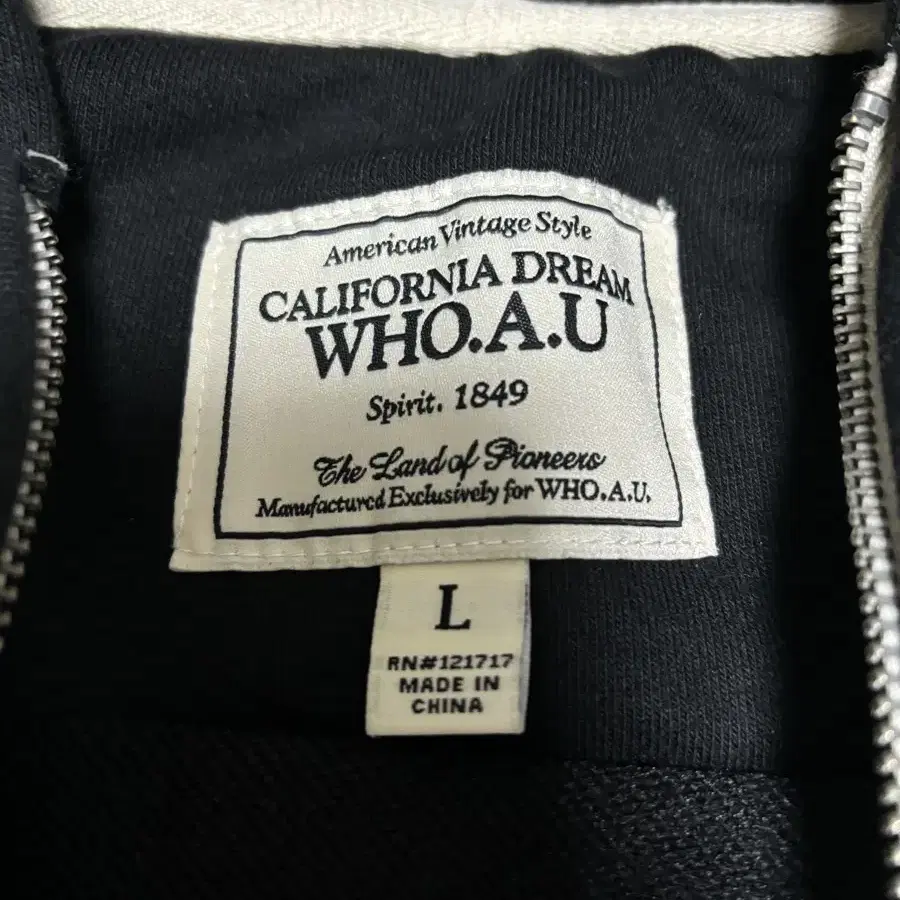 American Vintage Style
CALIFORNIA DREAM
WHO.A.U
Spirit. 1849
The Land of Pioneers
Manufactured Exclusively for WHO.A.U.
L
RN#121717
MADE IN
CHINA